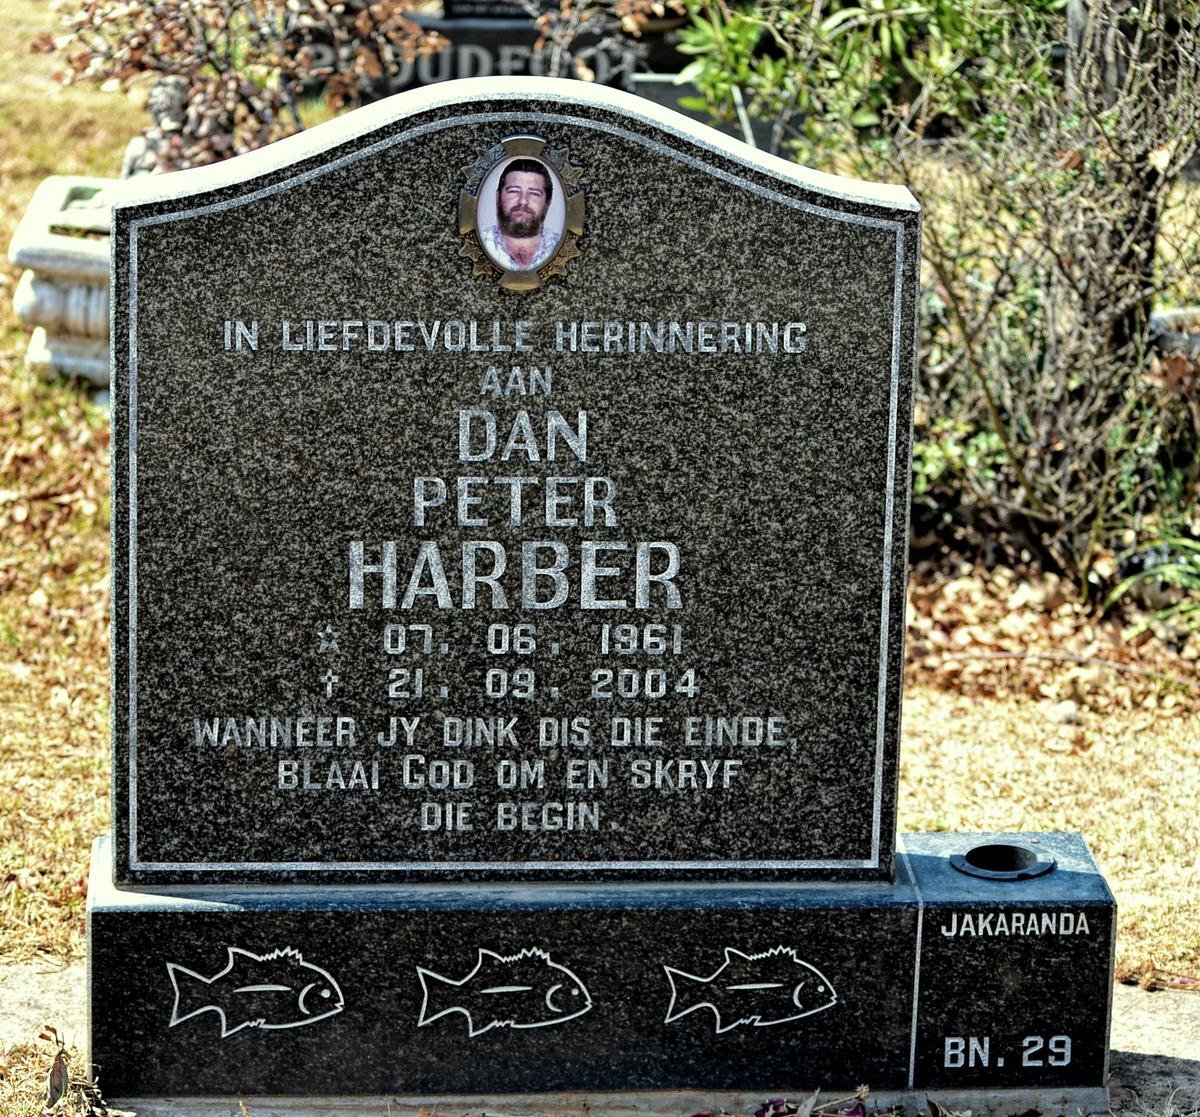 IN LIEFDEVOLLE HERINNERING
AAN
DAN
PETER
HARBER
☆ 07. 06. 1961
† 21. 09. 2004
WANNEER JY DINK DIS DIE EINDE,
BLAAI GOD OM EN SKRYF
DIE BEGIN.
JAKARANDA
BN. 29